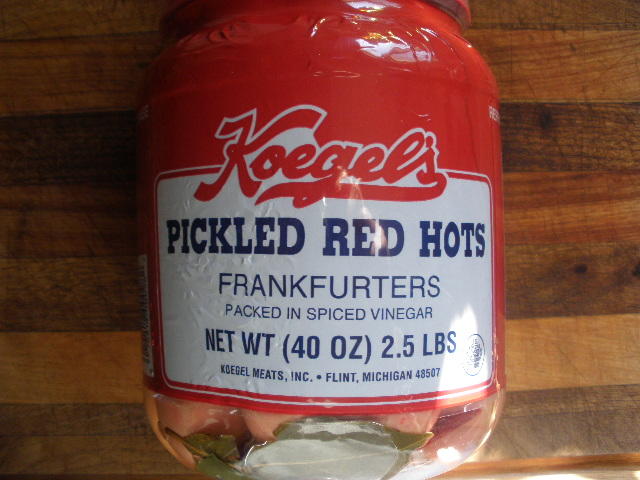 Koegel's
PICKLED RED HOTS
FRANKFURTERS
PACKED IN SPICED VINEGAR
NET WT (40 OZ) 2.5 LBS
KOEGEL MEATS, INC. • FLINT, MICHIGAN 48507